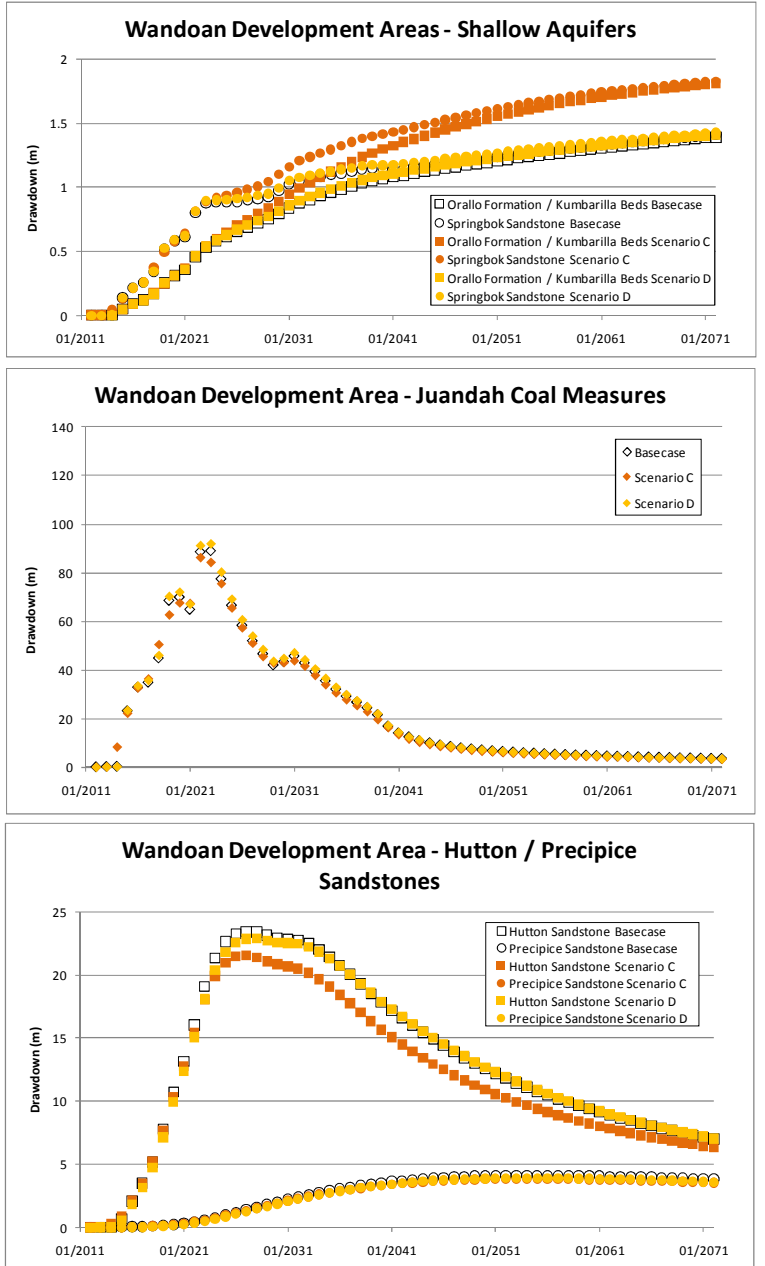 Wandoan Development Areas - Shallow Aquifers
2
1.5
1
0.5
0
Drawdown (m)
Orallo Formation / Kumbarilla Beds Basecase
Springbok Sandstone Basecase
Orallo Formation / Kumbarilla Beds Scenario C
Springbok Sandstone Scenario C
Orallo Formation / Kumbarilla Beds Scenario D
Springbok Sandstone Scenario D
01/2011 01/2021 01/2031 01/2041 01/2051 01/2061 01/2071
Wandoan Development Area - Juandah Coal Measures
140
120
100
80
60
40
20
0
Drawdown (m)
Basecase
Scenario C
Scenario D
01/2011 01/2021 01/2031 01/2041 01/2051 01/2061 01/2071
Wandoan Development Area - Hutton / Precipice
Sandstones
25
20
15
10
5
0
Drawdown (m)
Hutton Sandstone Basecase
Precipice Sandstone Basecase
Hutton Sandstone Scenario C
Precipice Sandstone Scenario C
Hutton Sandstone Scenario D
Precipice Sandstone Scenario D
01/2011 01/2021 01/2031 01/2041 01/2051 01/2061 01/2071